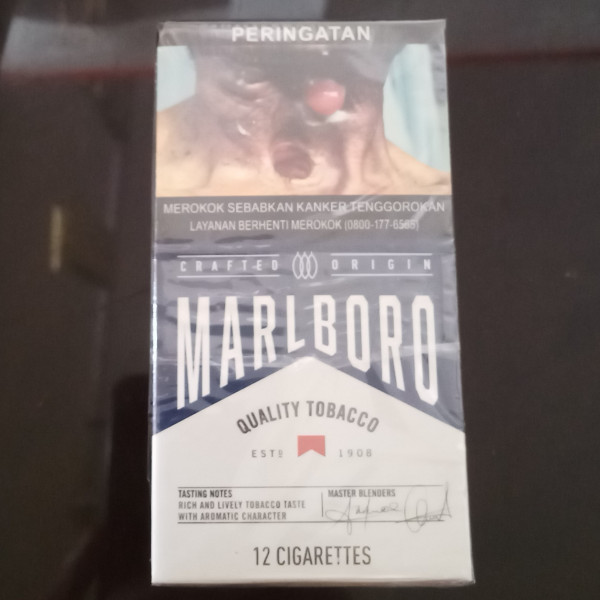 PERINGATAN
MEROKOK SEBABKAN KANKER TENGGOROKAN
LAYANAN BERHENTI MEROKOK (0800-177-6565)
CRAFTED ORIGIN
MARLBORO
QUALITY TOBACCO
ESTD 1908
TASTING NOTES
RICH AND LIVELY TOBACCO TASTE
WITH AROMATIC CHARACTER
MASTER BLENDERS
12 CIGARETTES